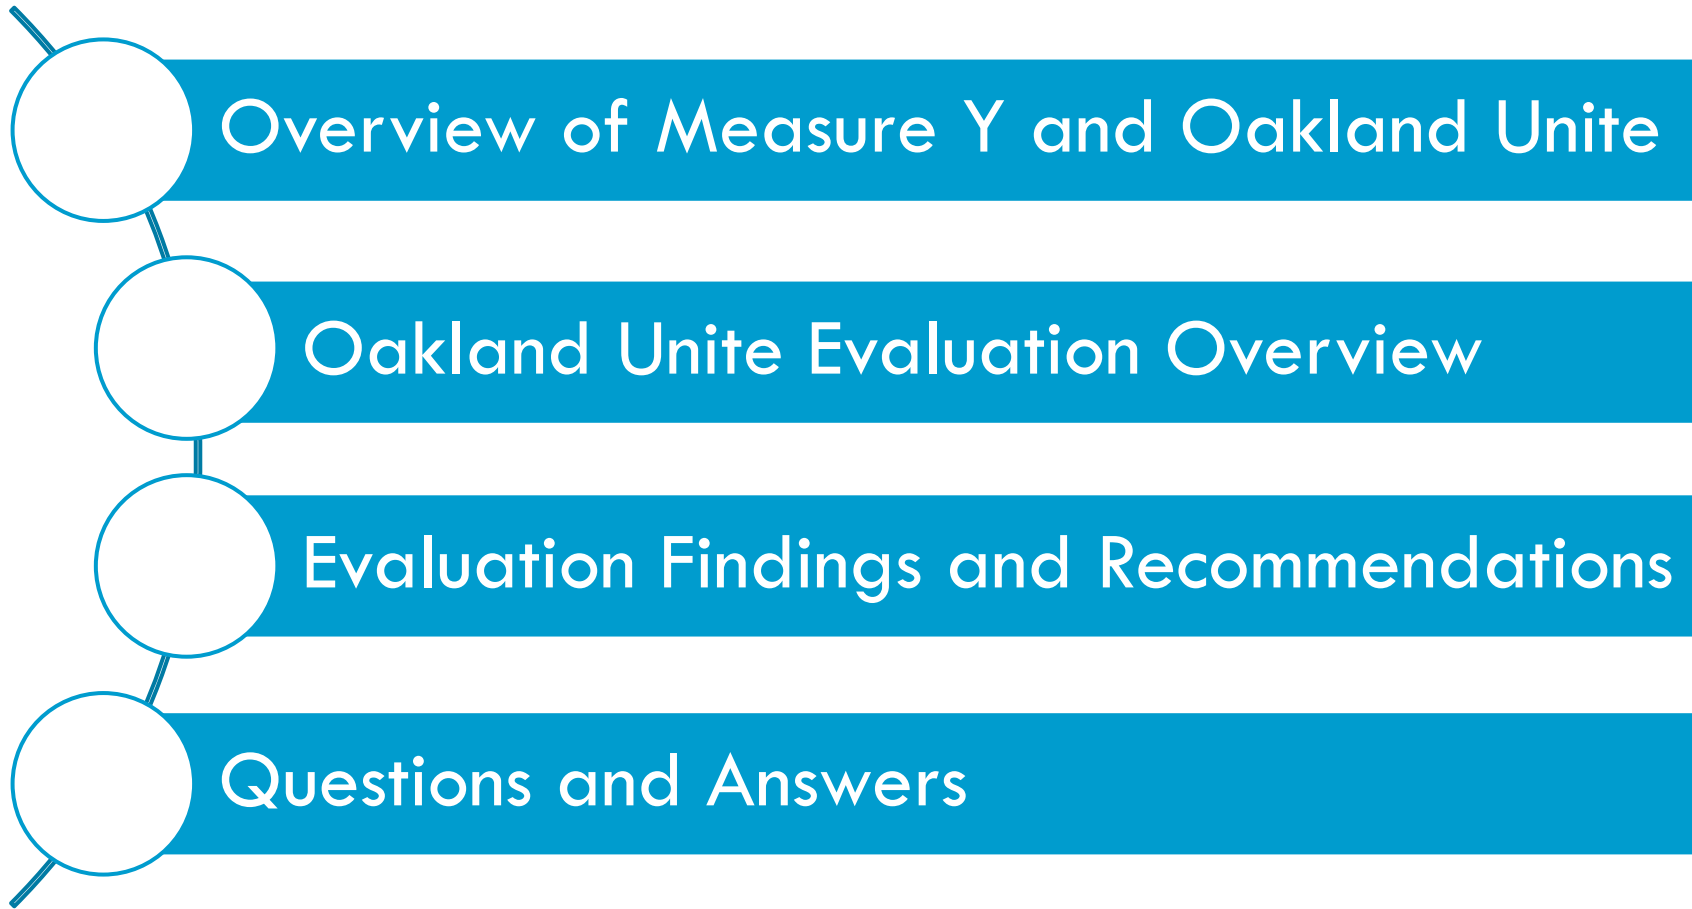 Overview of Measure Y and Oakland Unite
Oakland Unite Evaluation Overview
Evaluation Findings and Recommendations
Questions and Answers